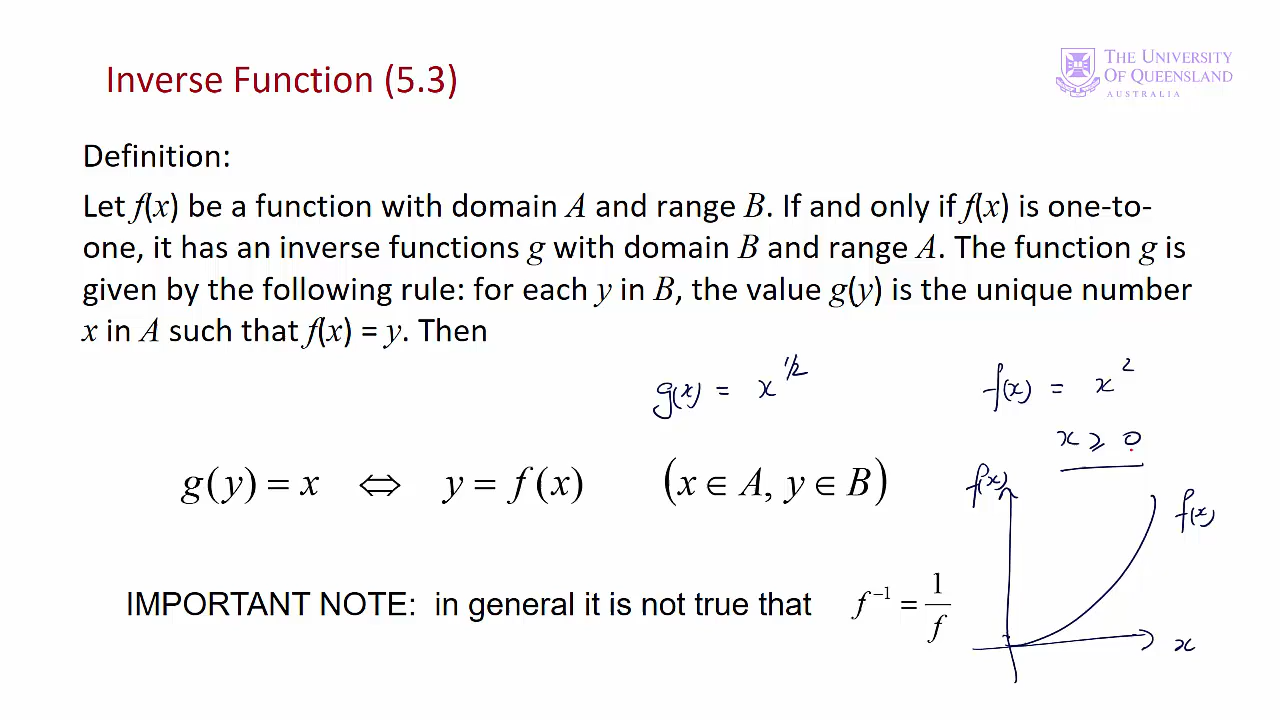 Inverse Function (5.3)
THE UNIVERSITY
OF QUEENSLAND
AUSTRALIA
Definition:
Let f(x) be a function with domain A and range B. If and only if f(x) is one-to-
one, it has an inverse functions g with domain B and range A. The function g is
given by the following rule: for each y in B, the value g(y) is the unique number
x in A such that f(x) = y. Then
g(x) = x^{1/2}
f(x) = x^2
x ≥ 0
g(y) = x ⇔ y = f(x) (x ∈ A, y ∈ B)
f(x)
f(x)
IMPORTANT NOTE: in general it is not true that f^{-1} = 1/f
x